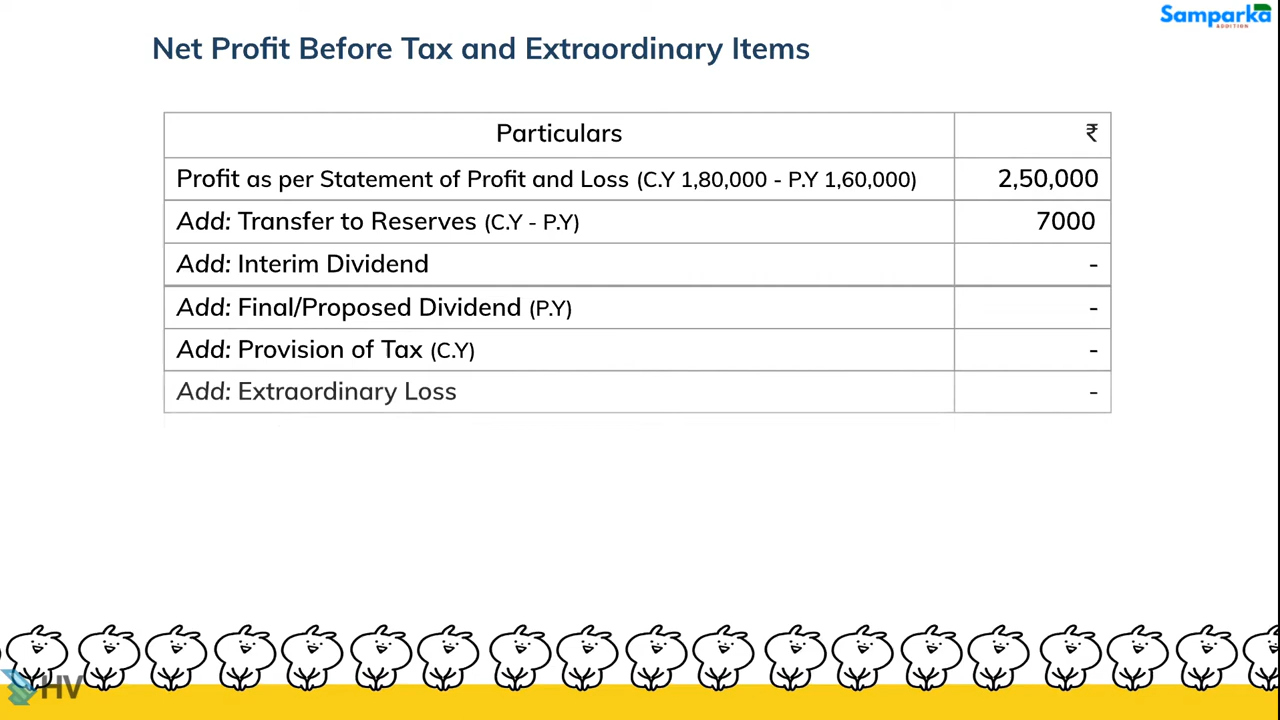 Samparka
ADDITION
Net Profit Before Tax and Extraordinary Items
Particulars ₹
Profit as per Statement of Profit and Loss (C.Y 1,80,000 - P.Y 1,60,000) 2,50,000
Add: Transfer to Reserves (C.Y - P.Y) 7000
Add: Interim Dividend -
Add: Final/Proposed Dividend (P.Y) -
Add: Provision of Tax (C.Y) -
Add: Extraordinary Loss -
HV